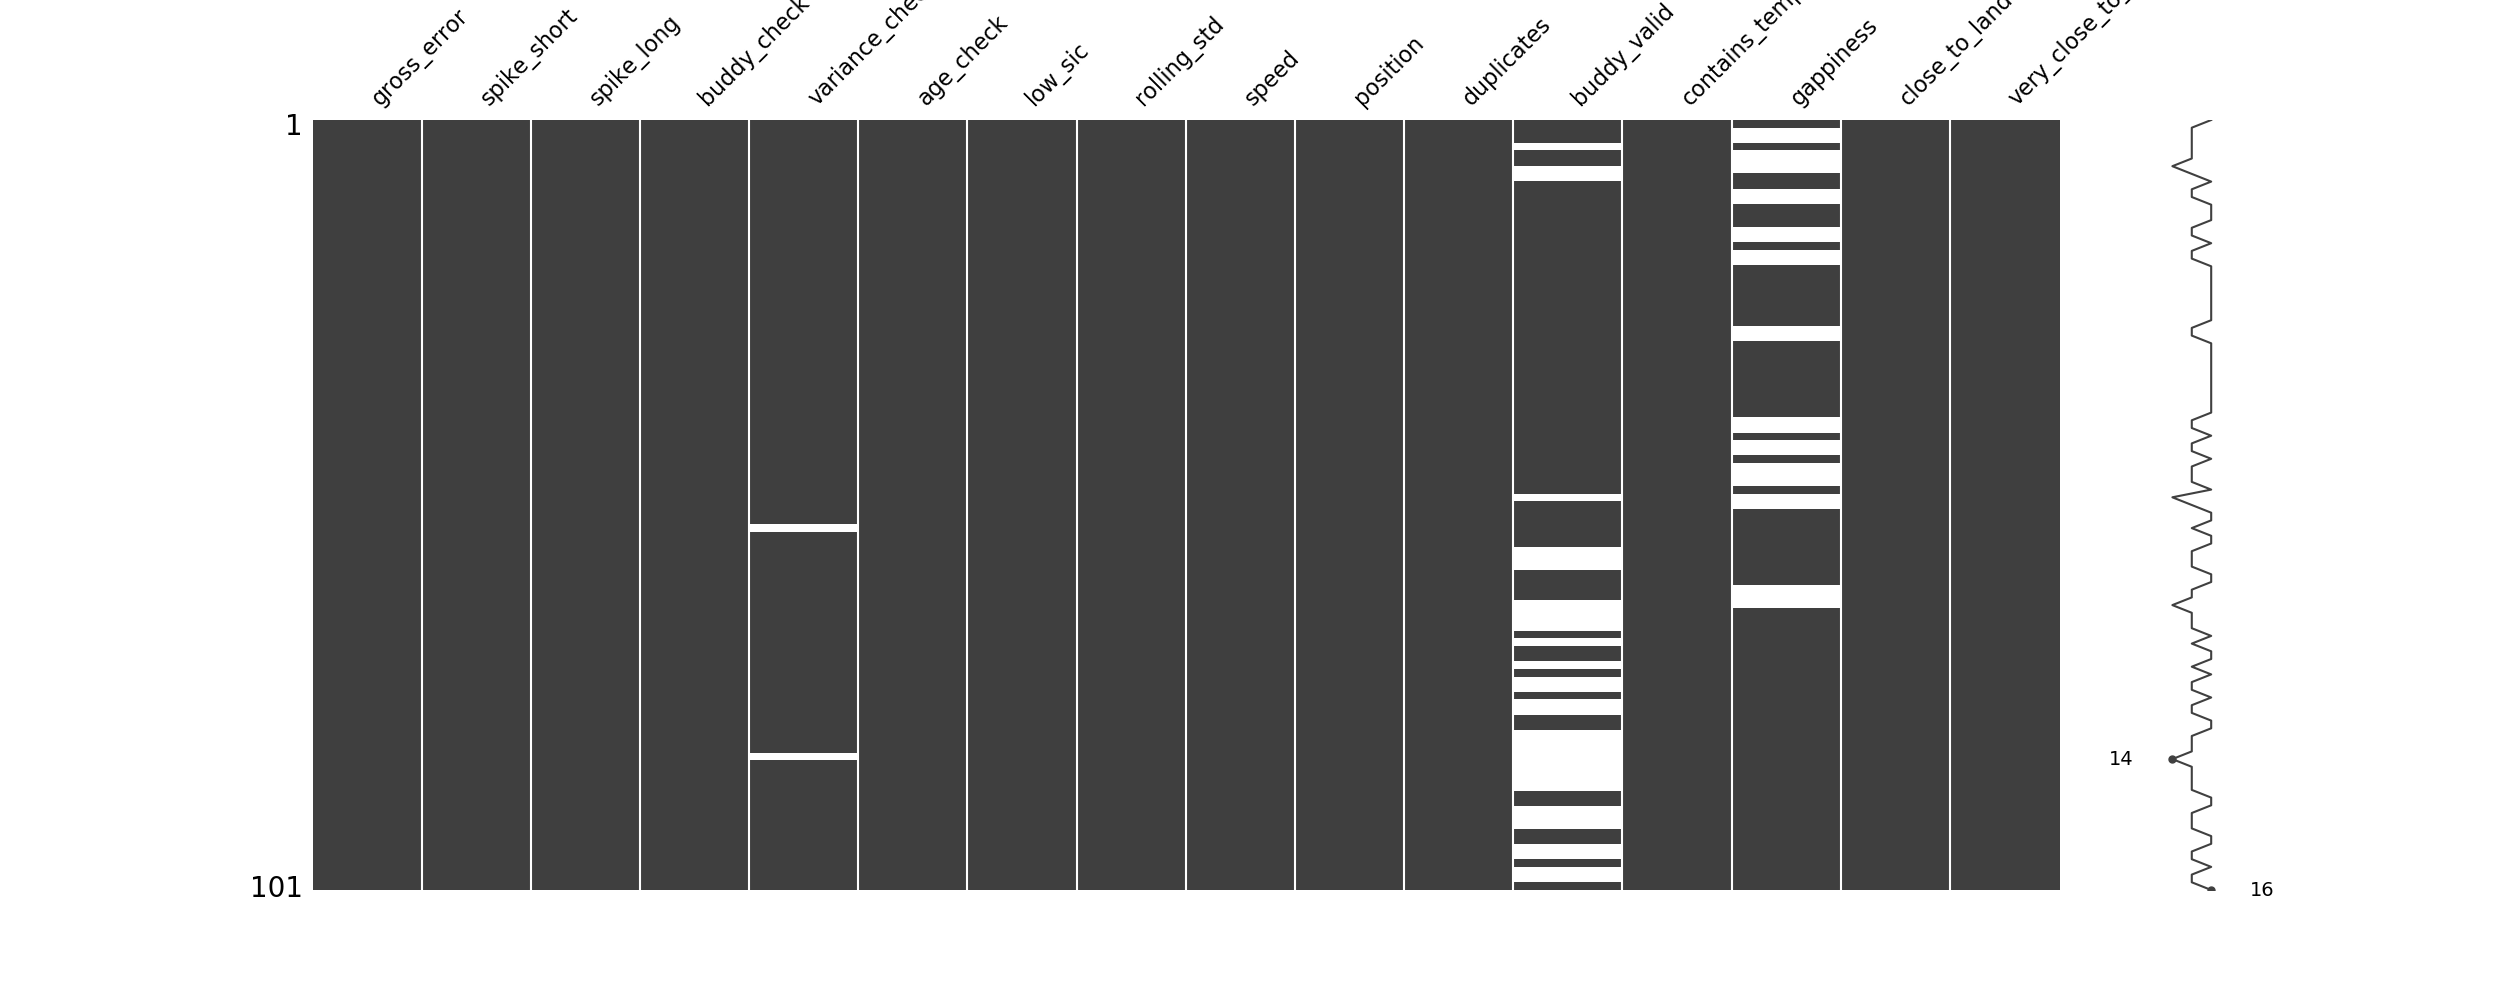 gross_error
spike_short
spike_long
buddy_check
variance_che
age_check
low_sic
rolling_std
speed
position
duplicates
buddy_valid
contains_temp
gappiness
close_to_land
very_close_to_
1
101
14
16